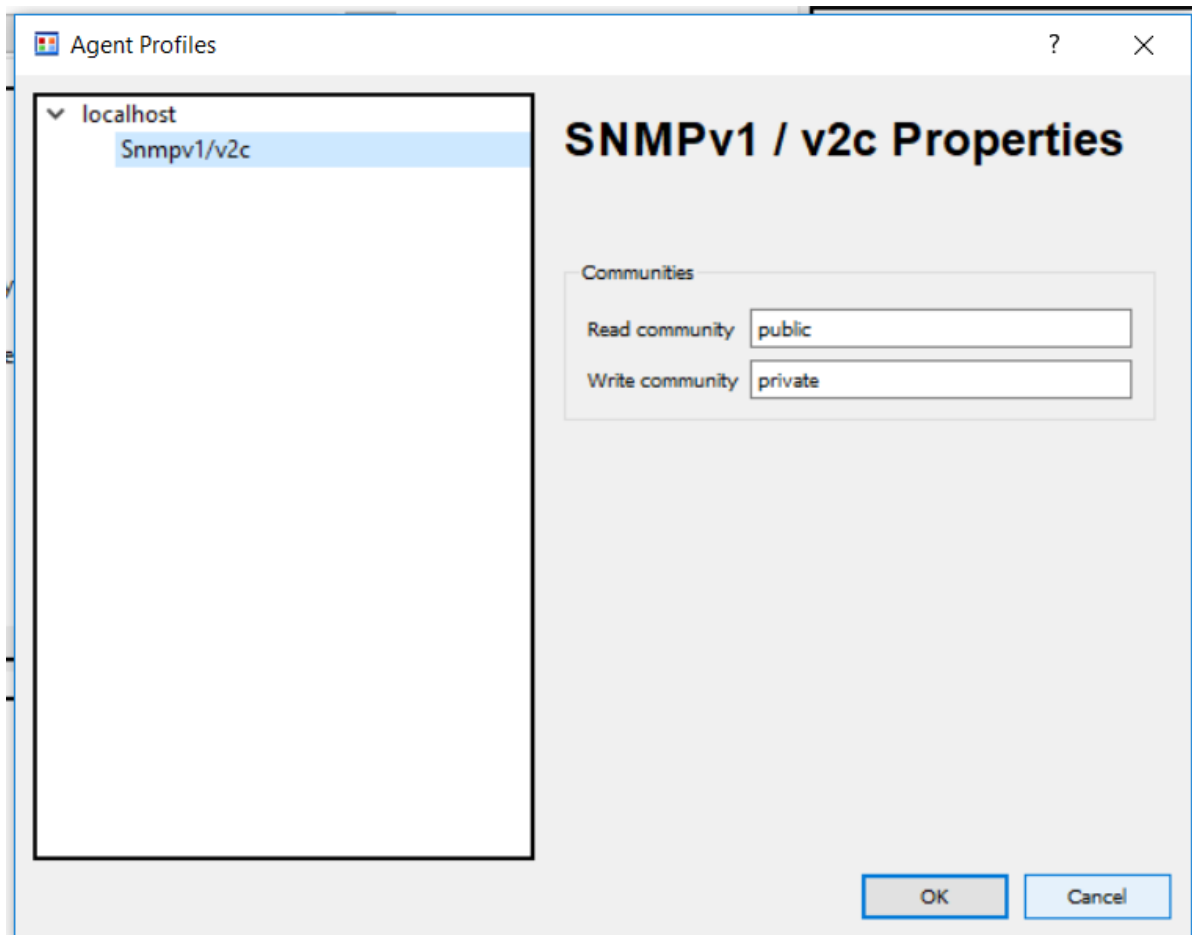 Agent Profiles
?
localhost
Snmpv1/v2c
SNMPv1 / v2c Properties
Communities
Read community public
Write community private
OK Cancel
y
e